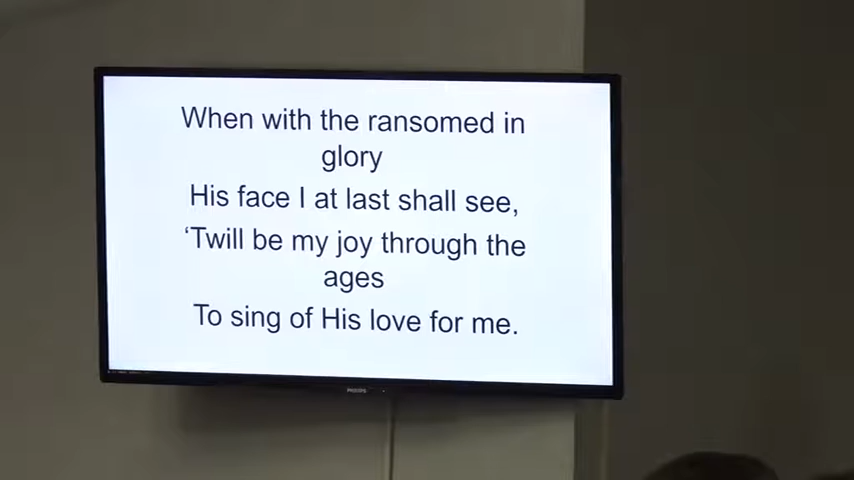 When with the ransomed in
glory
His face I at last shall see,
‘Twill be my joy through the
ages
To sing of His love for me.
PHILIPS